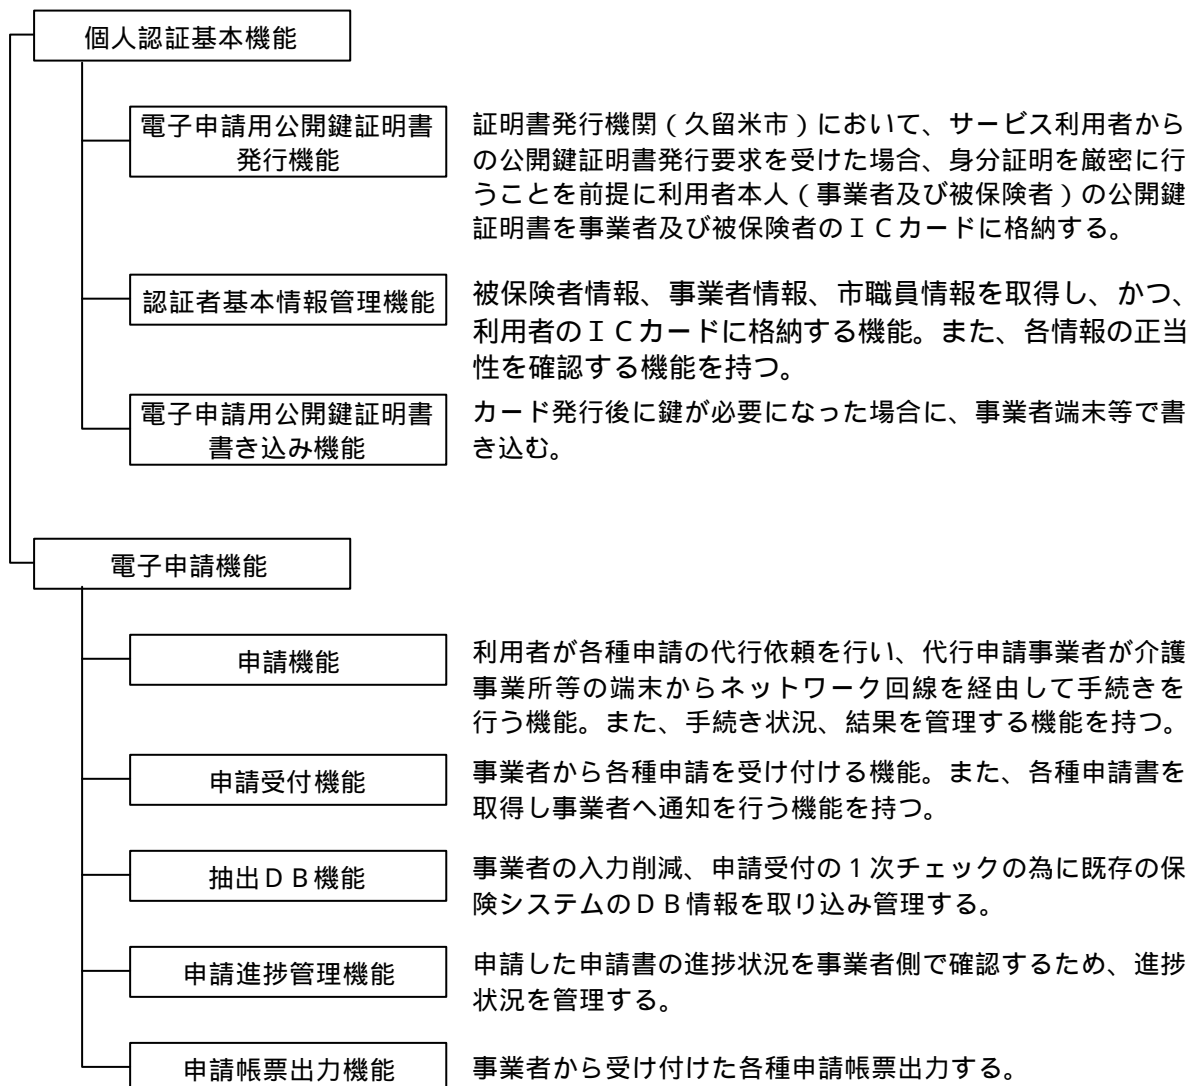 個人認証基本機能
電子申請用公開鍵証明書
発行機能
証明書発行機関（久留米市）において、サービス利用者から
の公開鍵証明書発行要求を受けた場合、身分証明を厳密に行
うことを前提に利用者本人（事業者及び被保険者）の公開鍵
証明書を事業者及び被保険者のＩＣカードに格納する。
認証者基本情報管理機能
被保険者情報、事業者情報、市職員情報を取得し、かつ、
利用者のＩＣカードに格納する機能。また、各情報の正当
性を確認する機能を持つ。
電子申請用公開鍵証明書
書き込み機能
カード発行後に鍵が必要になった場合に、事業者端末等で書
き込む。
電子申請機能
申請機能
利用者が各種申請の代行依頼を行い、代行申請事業者が介護
事業所等の端末からネットワーク回線を経由して手続きを
行う機能。また、手続き状況、結果を管理する機能を持つ。
申請受付機能
事業者から各種申請を受け付ける機能。また、各種申請書を
取得し事業者へ通知を行う機能を持つ。
抽出ＤＢ機能
事業者の入力削減、申請受付の１次チェックの為に既存の保
険システムのＤＢ情報を取り込み管理する。
申請進捗管理機能
申請した申請書の進捗状況を事業者側で確認するため、進捗
状況を管理する。
申請帳票出力機能
事業者から受け付けた各種申請帳票出力する。